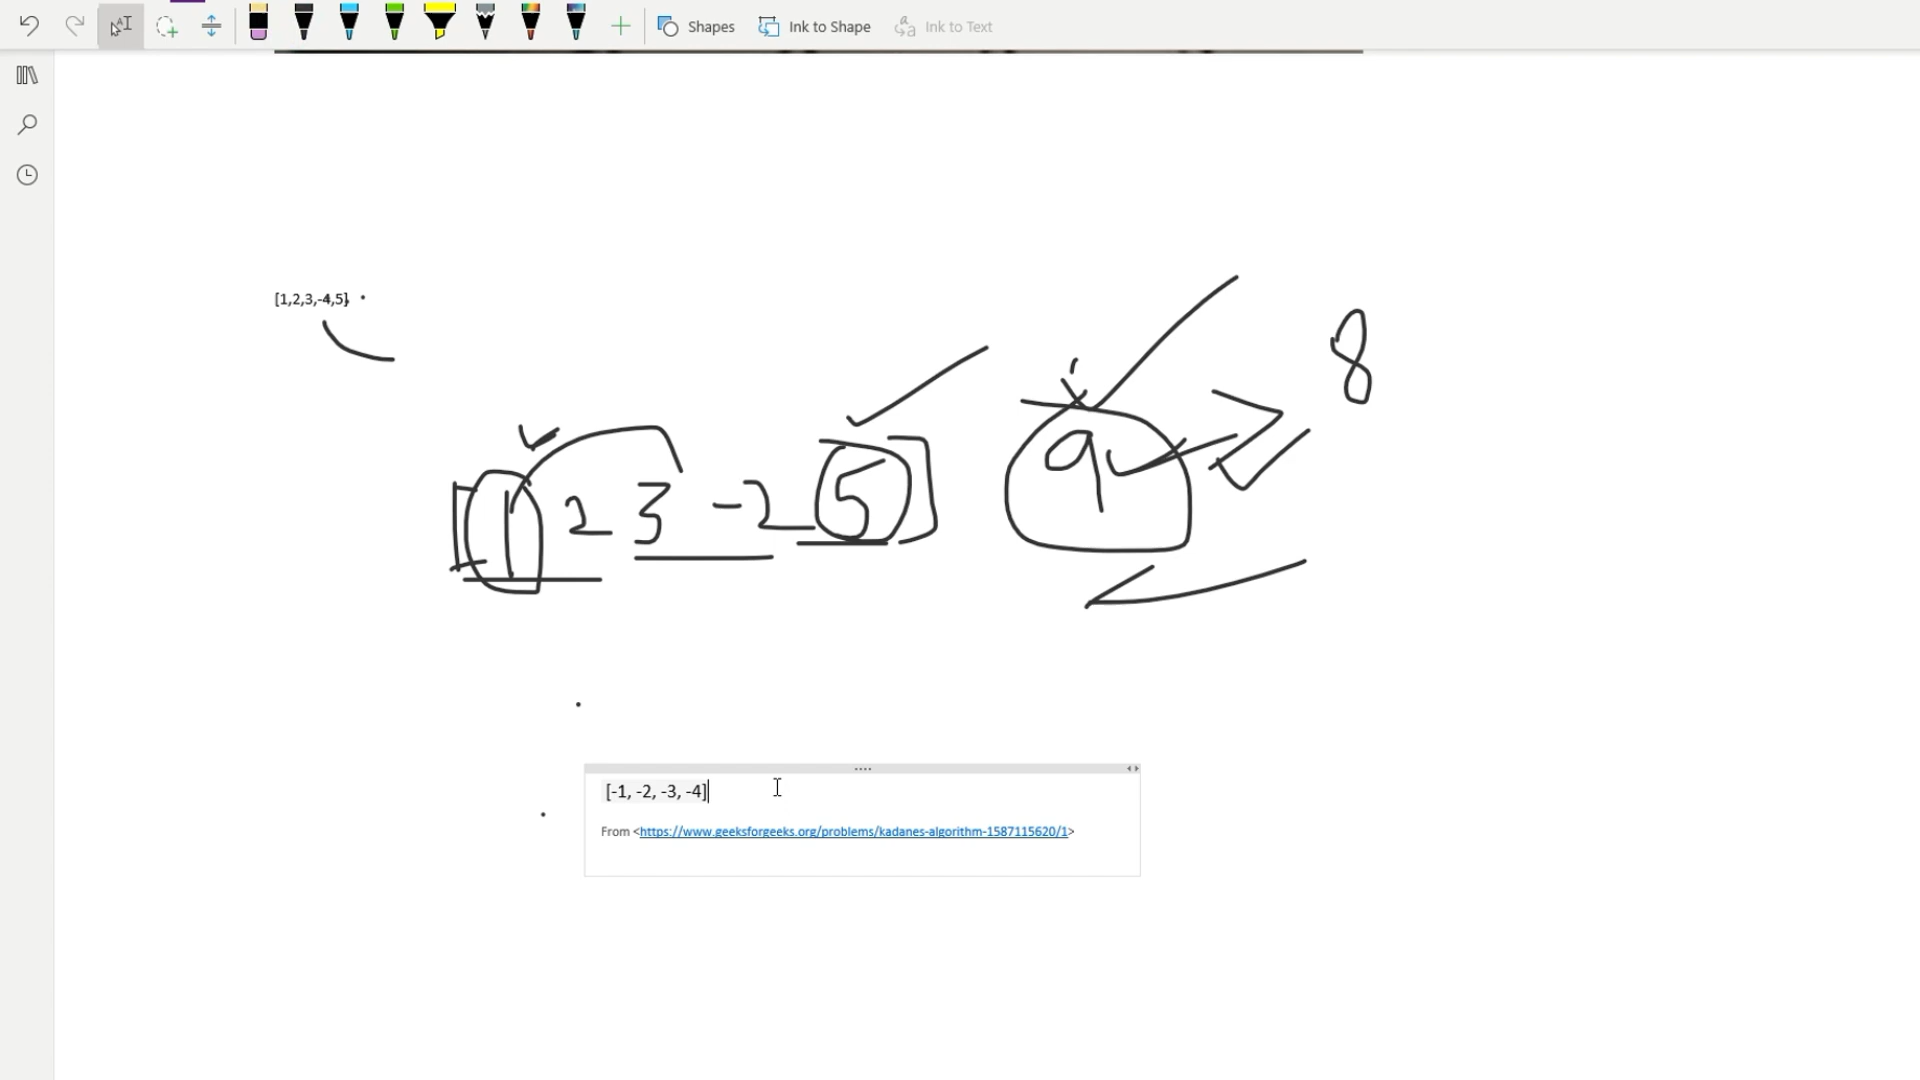 Shapes Ink to Shape Ink to Text
[1,2,3,-4,5]
8
9
[1 2 3 -2 5]
[-1, -2, -3, -4]
From <https://www.geeksforgeeks.org/problems/kadanes-algorithm-1587115620/1>